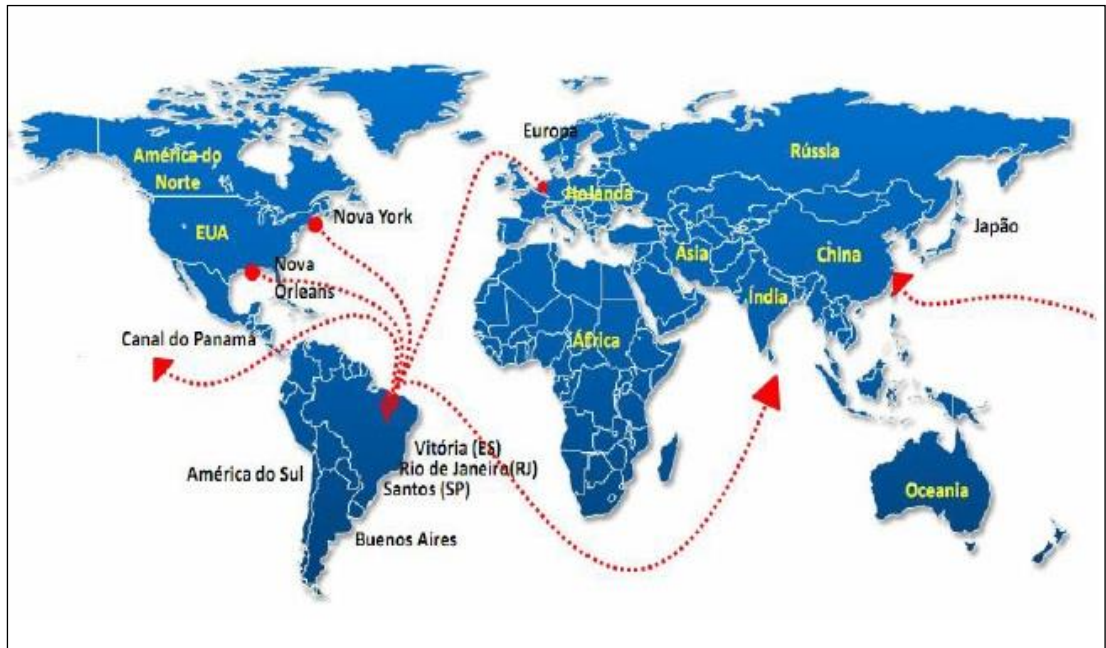 Europa
América do
Norte
Rússia
Holanda
Nova York
Japão
EUA
China
Ásia
Nova
Orleans
Índia
Canal do Panamá
África
Vitória (ES)
Rio de Janeiro(RJ)
América do Sul
Santos (SP)
Oceania
Buenos Aires